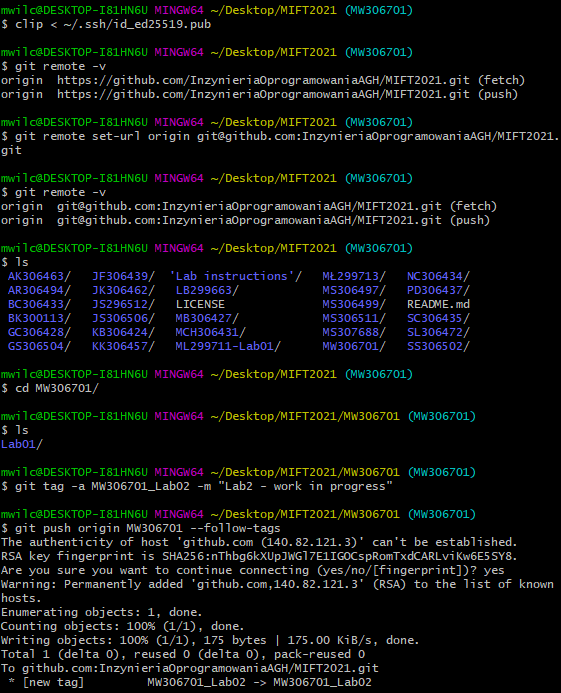 mwilc@DESKTOP-I81HN6U MINGW64 ~/Desktop/MIFT2021 (MW306701)
$ clip < ~/.ssh/id_ed25519.pub
mwilc@DESKTOP-I81HN6U MINGW64 ~/Desktop/MIFT2021 (MW306701)
$ git remote -v
origin  https://github.com/InzynieriaOprogramowaniaAGH/MIFT2021.git (fetch)
origin  https://github.com/InzynieriaOprogramowaniaAGH/MIFT2021.git (push)
mwilc@DESKTOP-I81HN6U MINGW64 ~/Desktop/MIFT2021 (MW306701)
$ git remote set-url origin git@github.com:InzynieriaOprogramowaniaAGH/MIFT2021.
git
mwilc@DESKTOP-I81HN6U MINGW64 ~/Desktop/MIFT2021 (MW306701)
$ git remote -v
origin  git@github.com:InzynieriaOprogramowaniaAGH/MIFT2021.git (fetch)
origin  git@github.com:InzynieriaOprogramowaniaAGH/MIFT2021.git (push)
mwilc@DESKTOP-I81HN6U MINGW64 ~/Desktop/MIFT2021 (MW306701)
$ ls
AK306463/   JF306439/  'Lab instructions'/   MŁ299713/   NC306434/
AR306494/   JK306462/   LB299663/            MS306497/   PD306437/
BC306433/   JS296512/   LICENSE              MS306499/   README.md
BK300113/   JS306506/   MB306427/            MS306511/   SC306435/
GC306428/   KB306424/   MCH306431/           MS307688/   SL306472/
GS306504/   KK306457/   ML299711-Lab01/      MW306701/   SS306502/
mwilc@DESKTOP-I81HN6U MINGW64 ~/Desktop/MIFT2021 (MW306701)
$ cd MW306701/
mwilc@DESKTOP-I81HN6U MINGW64 ~/Desktop/MIFT2021/MW306701 (MW306701)
$ ls
Lab01/
mwilc@DESKTOP-I81HN6U MINGW64 ~/Desktop/MIFT2021/MW306701 (MW306701)
$ git tag -a MW306701_Lab02 -m "Lab2 - work in progress"
mwilc@DESKTOP-I81HN6U MINGW64 ~/Desktop/MIFT2021/MW306701 (MW306701)
$ git push origin MW306701 --follow-tags
The authenticity of host 'github.com (140.82.121.3)' can't be established.
RSA key fingerprint is SHA256:nThbg6kXUpJWGl7E1IGOCspRomTxdCARLviKw6E5SY8.
Are you sure you want to continue connecting (yes/no/[fingerprint])? yes
Warning: Permanently added 'github.com,140.82.121.3' (RSA) to the list of known
hosts.
Enumerating objects: 1, done.
Counting objects: 100% (1/1), done.
Writing objects: 100% (1/1), 175 bytes | 175.00 KiB/s, done.
Total 1 (delta 0), reused 0 (delta 0), pack-reused 0
To github.com:InzynieriaOprogramowaniaAGH/MIFT2021.git
 * [new tag]         MW306701_Lab02 -> MW306701_Lab02